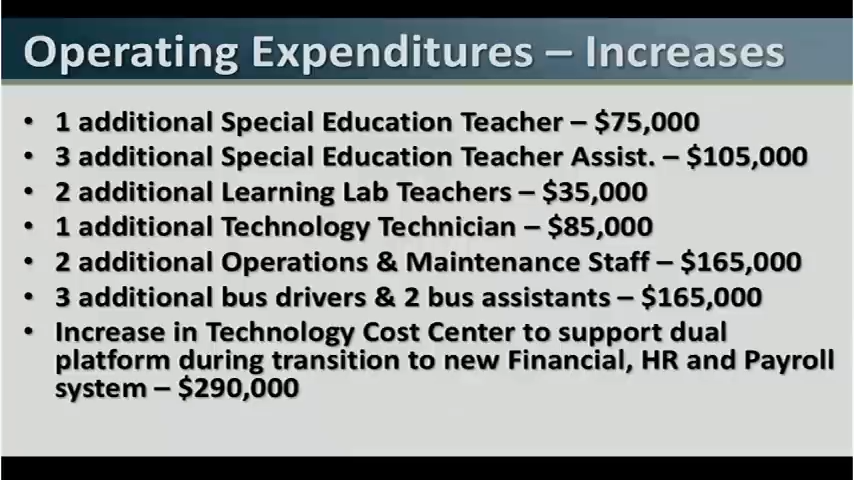 Operating Expenditures – Increases
• 1 additional Special Education Teacher – $75,000
• 3 additional Special Education Teacher Assist. – $105,000
• 2 additional Learning Lab Teachers – $35,000
• 1 additional Technology Technician – $85,000
• 2 additional Operations & Maintenance Staff – $165,000
• 3 additional bus drivers & 2 bus assistants – $165,000
• Increase in Technology Cost Center to support dual
platform during transition to new Financial, HR and Payroll
system – $290,000